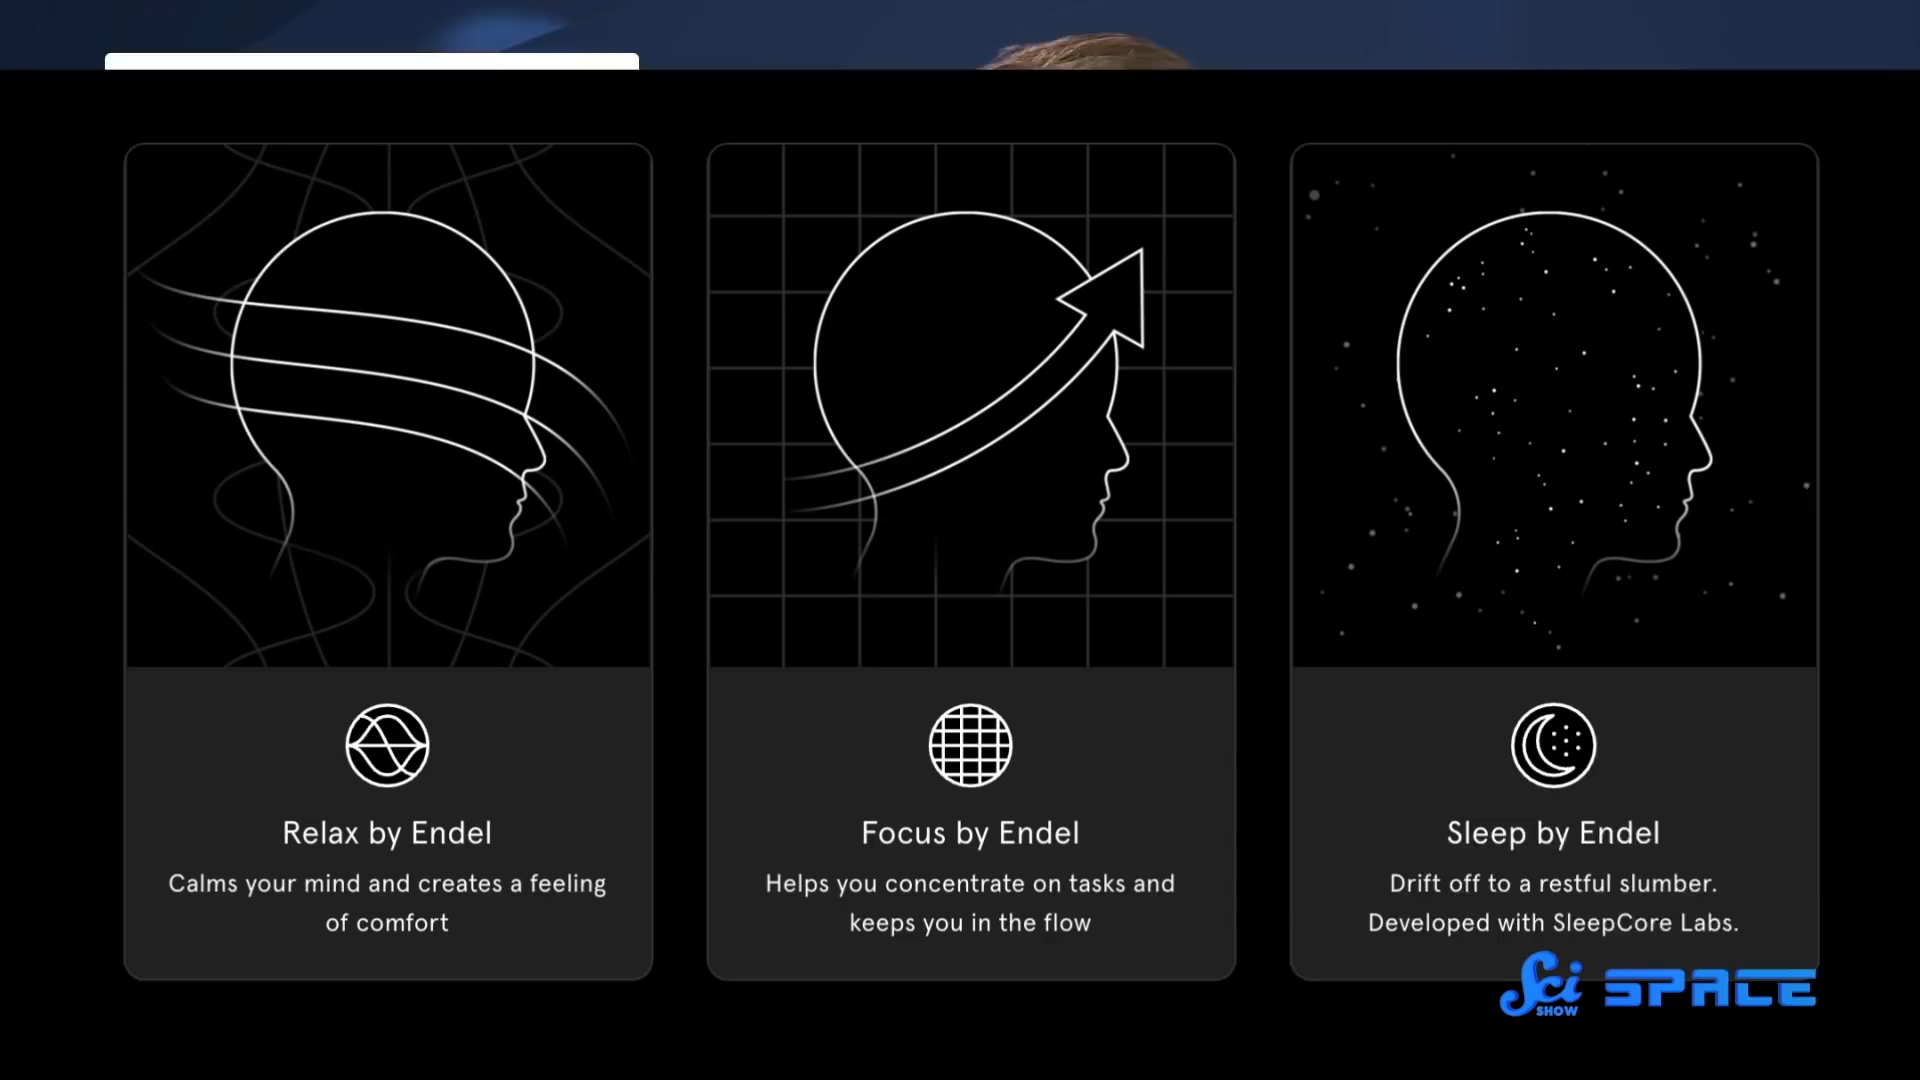 Relax by Endel
Calms your mind and creates a feeling
of comfort
Focus by Endel
Helps you concentrate on tasks and
keeps you in the flow
Sleep by Endel
Drift off to a restful slumber.
Developed with SleepCore Labs.
Sci SHOW SPACE